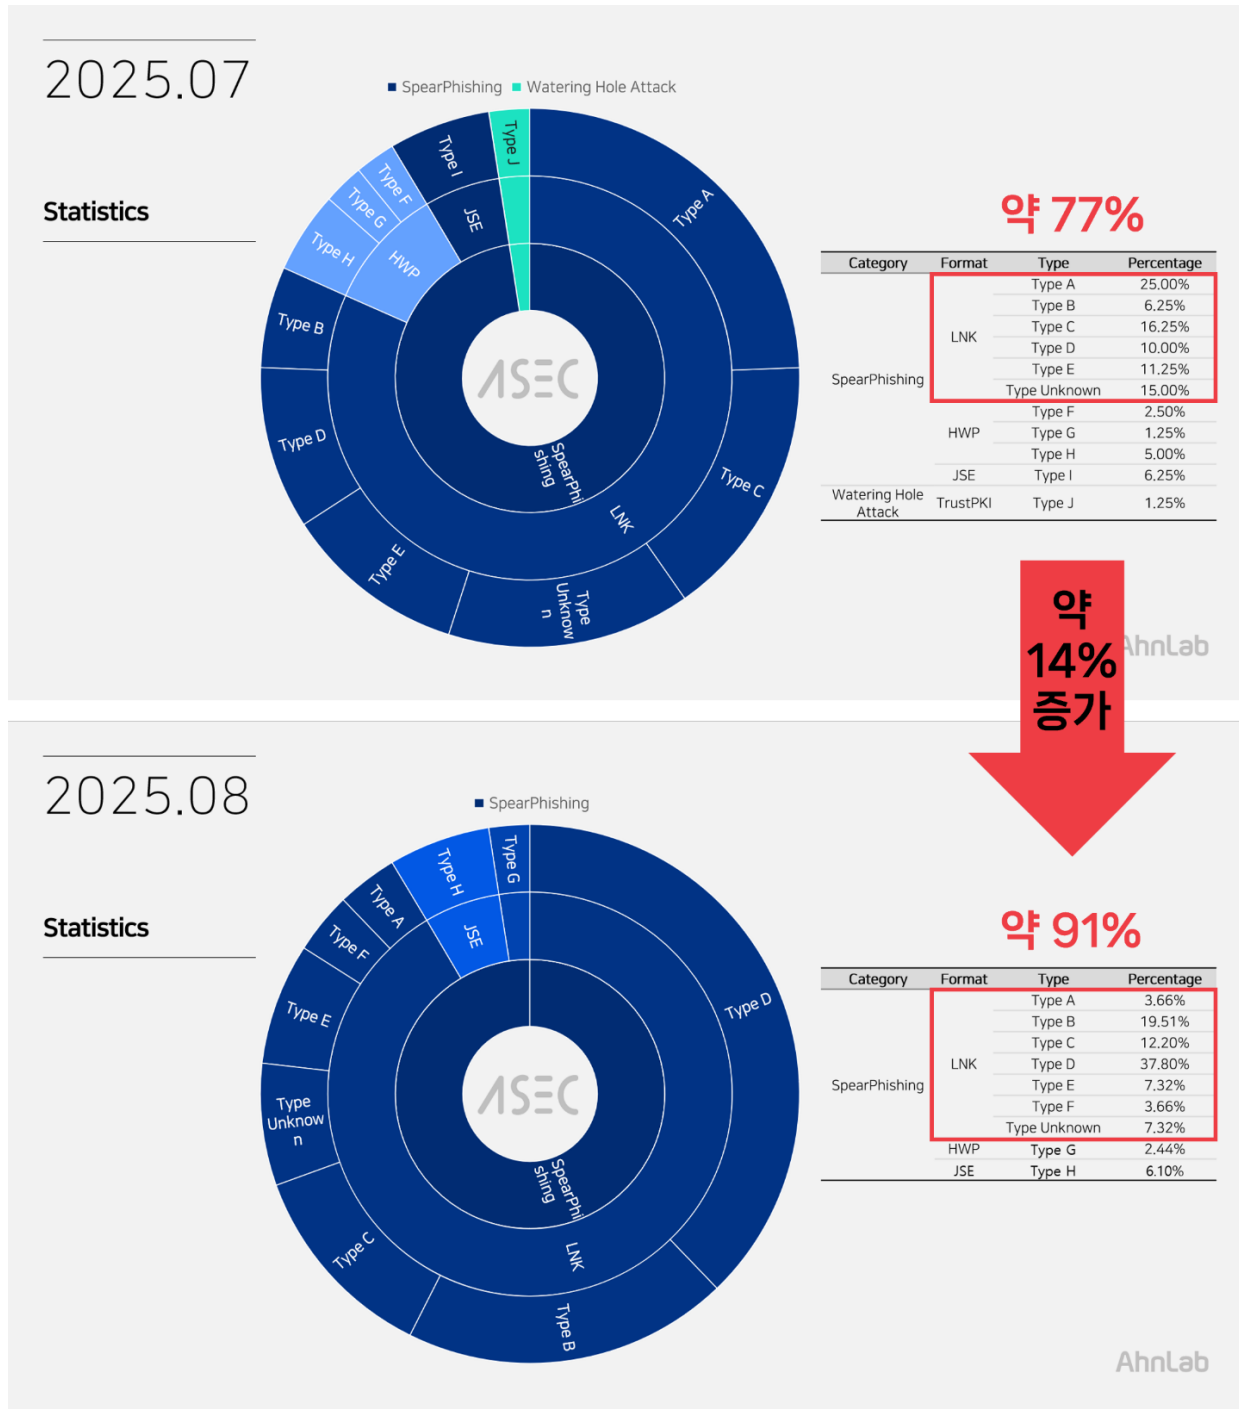 2025.07
Statistics
SpearPhishing Watering Hole Attack
Type A
Type C
Type
Unknow
n
Type E
Type D
Type B
Type H
Type G
Type F
Type I
Type J
HWP
JSE
LNK
SpearPhi
shing
ASEC
약 77%
Category Format Type Percentage
SpearPhishing
LNK
Type A 25.00%
Type B 6.25%
Type C 16.25%
Type D 10.00%
Type E 11.25%
Type Unknown 15.00%
HWP
Type F 2.50%
Type G 1.25%
Type H 5.00%
JSE Type I 6.25%
Watering Hole
Attack
TrustPKI Type J 1.25%
약
14%
증가
AhnLab
2025.08
Statistics
SpearPhishing
Type D
Type B
Type C
Type
Unknow
n
Type E
Type F
Type A
Type H
Type G
JSE
LNK
SpearPhi
shing
ASEC
약 91%
Category Format Type Percentage
SpearPhishing
LNK
Type A 3.66%
Type B 19.51%
Type C 12.20%
Type D 37.80%
Type E 7.32%
Type F 3.66%
Type Unknown 7.32%
HWP Type G 2.44%
JSE Type H 6.10%
AhnLab